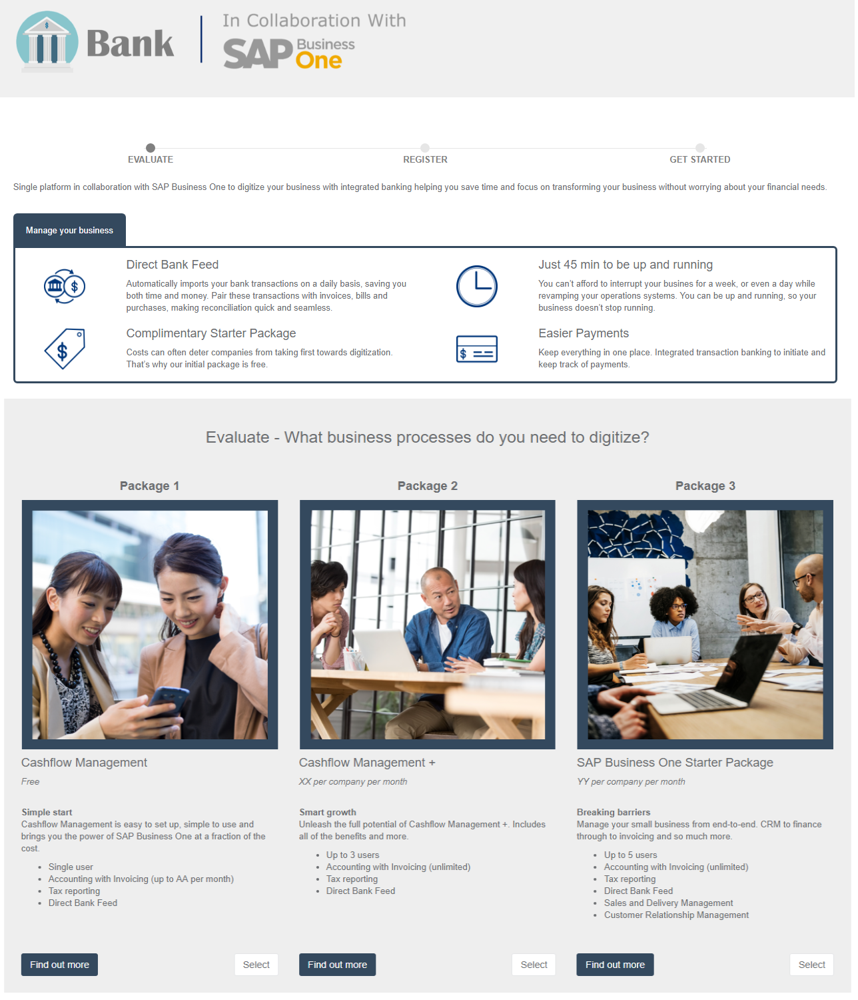 Bank
In Collaboration With
SAP Business One
EVALUATE
REGISTER
GET STARTED
Single platform in collaboration with SAP Business One to digitize your business with integrated banking helping you save time and focus on transforming your business without worrying about your financial needs.
Manage your business
Direct Bank Feed
Automatically imports your bank transactions on a daily basis, saving you
both time and money. Pair these transactions with invoices, bills and
purchases, making reconciliation quick and seamless.
Just 45 min to be up and running
You can't afford to interrupt your busines for a week, or even a day while
revamping your operations systems. You can be up and running, so your
business doesn't stop running.
Complimentary Starter Package
Costs can often deter companies from taking first towards digitization.
That's why our initial package is free.
Easier Payments
Keep everything in one place. Integrated transaction banking to initiate and
keep track of payments.
Evaluate - What business processes do you need to digitize?
Package 1
Cashflow Management
Free
Simple start
Cashflow Management is easy to set up, simple to use and
brings you the power of SAP Business One at a fraction of the
cost.
• Single user
• Accounting with Invoicing (up to AA per month)
• Tax reporting
• Direct Bank Feed
Find out more
Select
Package 2
Cashflow Management +
XX per company per month
Smart growth
Unleash the full potential of Cashflow Management +. Includes
all of the benefits and more.
• Up to 3 users
• Accounting with Invoicing (unlimited)
• Tax reporting
• Direct Bank Feed
Find out more
Select
Package 3
SAP Business One Starter Package
YY per company per month
Breaking barriers
Manage your small business from end-to-end. CRM to finance
through to invoicing and so much more.
• Up to 5 users
• Accounting with Invoicing (unlimited)
• Tax reporting
• Direct Bank Feed
• Sales and Delivery Management
• Customer Relationship Management
Find out more
Select